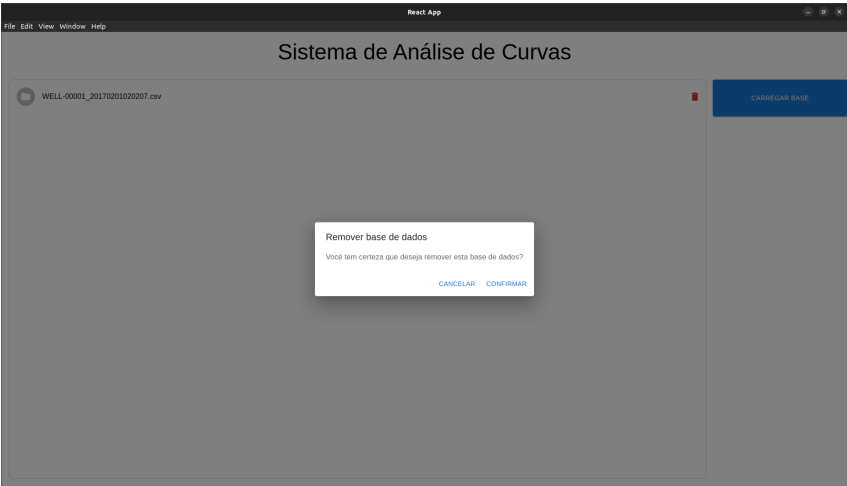 React App
File Edit View Window Help
Sistema de Análise de Curvas
WELL-00001_20170201020207.csv
CARREGAR BASE
Remover base de dados
Você tem certeza que deseja remover esta base de dados?
CANCELAR CONFIRMAR